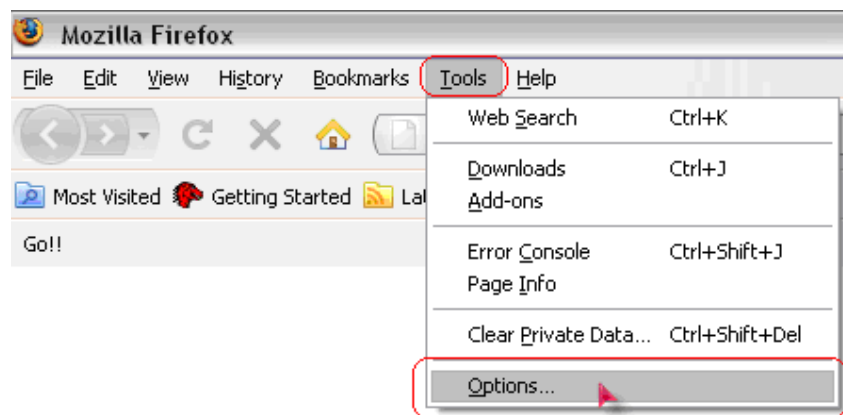 Mozilla Firefox
File Edit View History Bookmarks Tools Help
Web Search Ctrl+K
Downloads Ctrl+J
Most Visited Getting Started Lat
Add-ons
Go!!
Error Console Ctrl+Shift+J
Page Info
Clear Private Data... Ctrl+Shift+Del
Options...